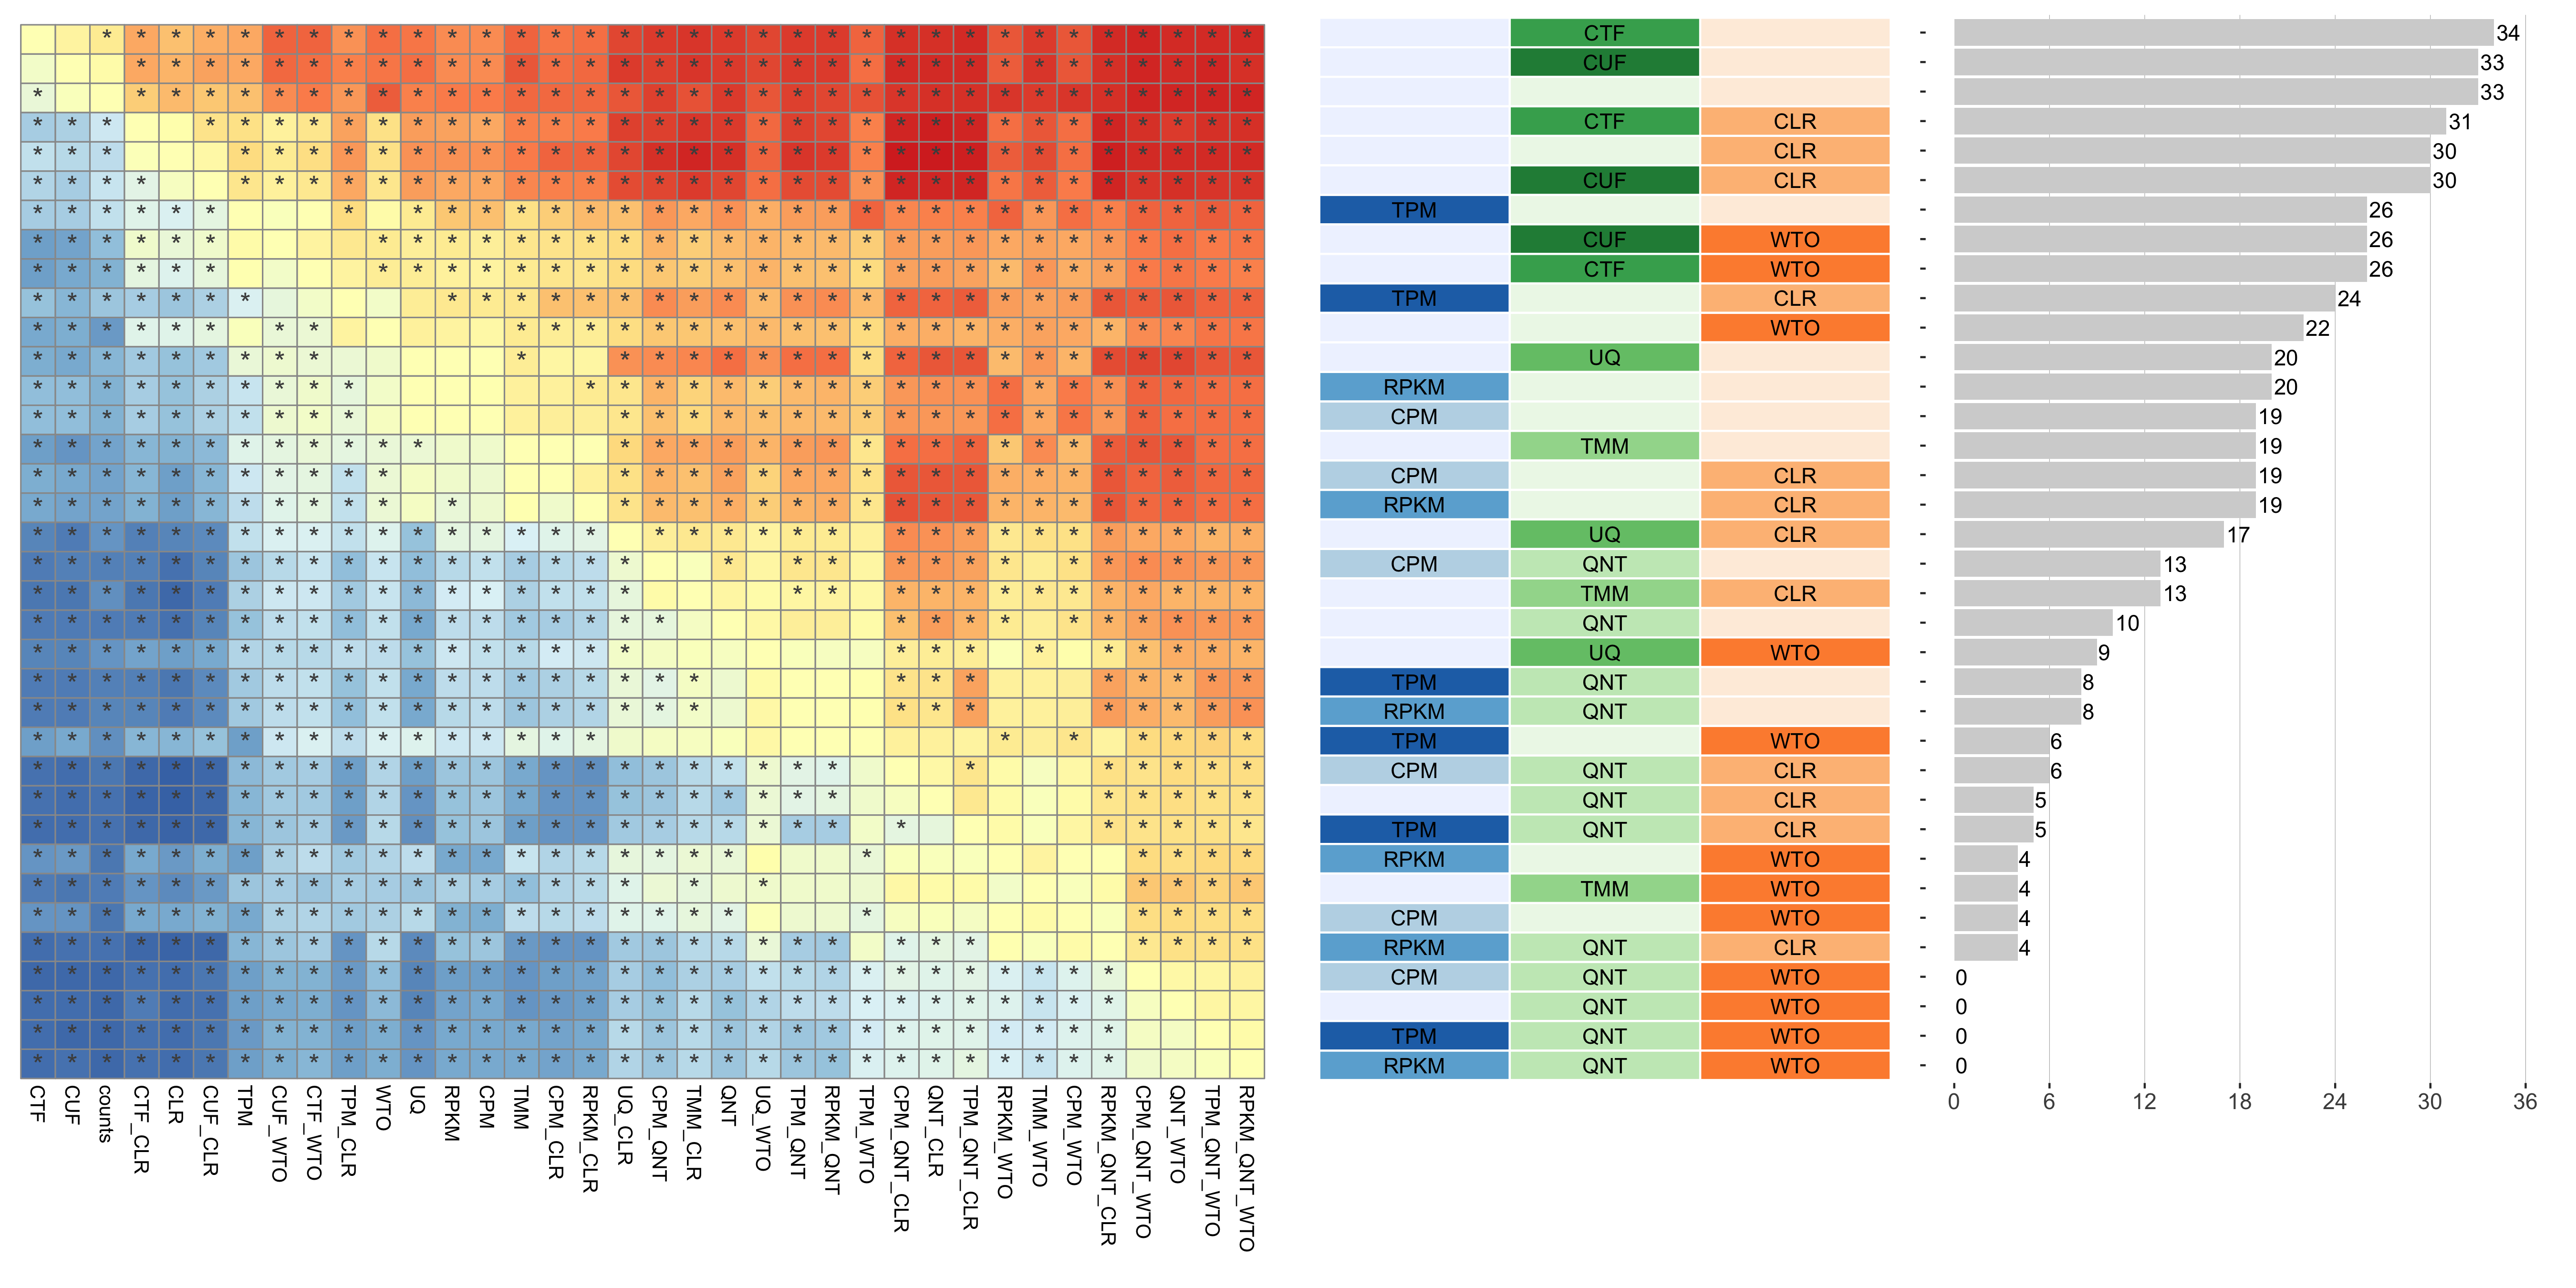 CTF - 34
CUF - 33
- 33
CTF CLR - 31
CLR - 30
CUF CLR - 30
TPM - 26
CUF WTO - 26
CTF WTO - 26
TPM CLR - 24
WTO - 22
UQ - 20
RPKM - 20
CPM - 19
TMM - 19
CPM CLR - 19
RPKM CLR - 19
UQ CLR - 17
CPM QNT - 13
TMM CLR - 13
QNT - 10
UQ WTO - 9
TPM QNT - 8
RPKM QNT - 8
TPM WTO - 6
CPM QNT CLR - 6
QNT CLR - 5
TPM QNT CLR - 5
RPKM WTO - 4
TMM WTO - 4
CPM WTO - 4
RPKM QNT CLR - 4
CPM QNT WTO - 0
QNT WTO - 0
TPM QNT WTO - 0
RPKM QNT WTO - 0
0 6 12 18 24 30 36
CTF
CUF
counts
CTF_CLR
CLR
CUF_CLR
TPM
CUF_WTO
CTF_WTO
TPM_CLR
WTO
UQ
RPKM
CPM
TMM
CPM_CLR
RPKM_CLR
UQ_CLR
CPM_QNT
TMM_CLR
QNT
UQ_WTO
TPM_QNT
RPKM_QNT
TPM_WTO
CPM_QNT_CLR
QNT_CLR
TPM_QNT_CLR
RPKM_WTO
TMM_WTO
CPM_WTO
RPKM_QNT_CLR
CPM_QNT_WTO
QNT_WTO
TPM_QNT_WTO
RPKM_QNT_WTO